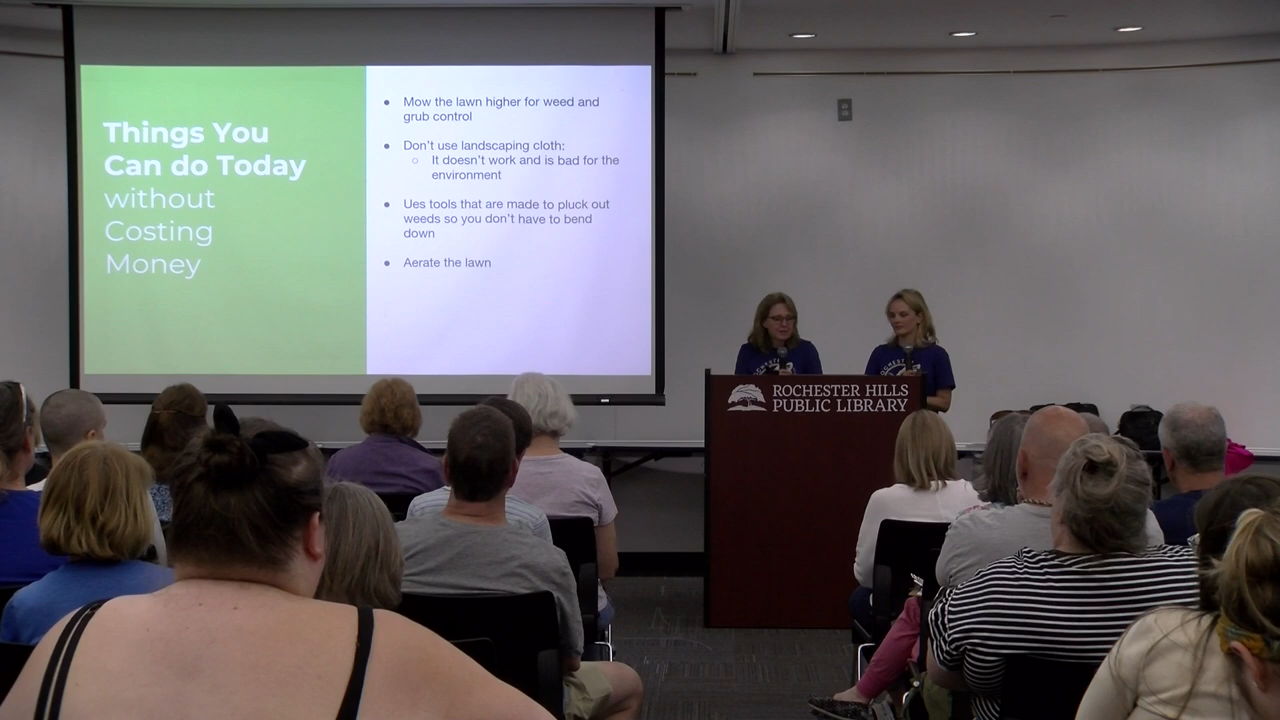 Things You
Can do Today
without
Costing
Money
Mow the lawn higher for weed and
grub control
Don't use landscaping cloth:
It doesn't work and is bad for the
environment
Ues tools that are made to pluck out
weeds so you don't have to bend
down
Aerate the lawn
ROCHESTER HILLS
PUBLIC LIBRARY